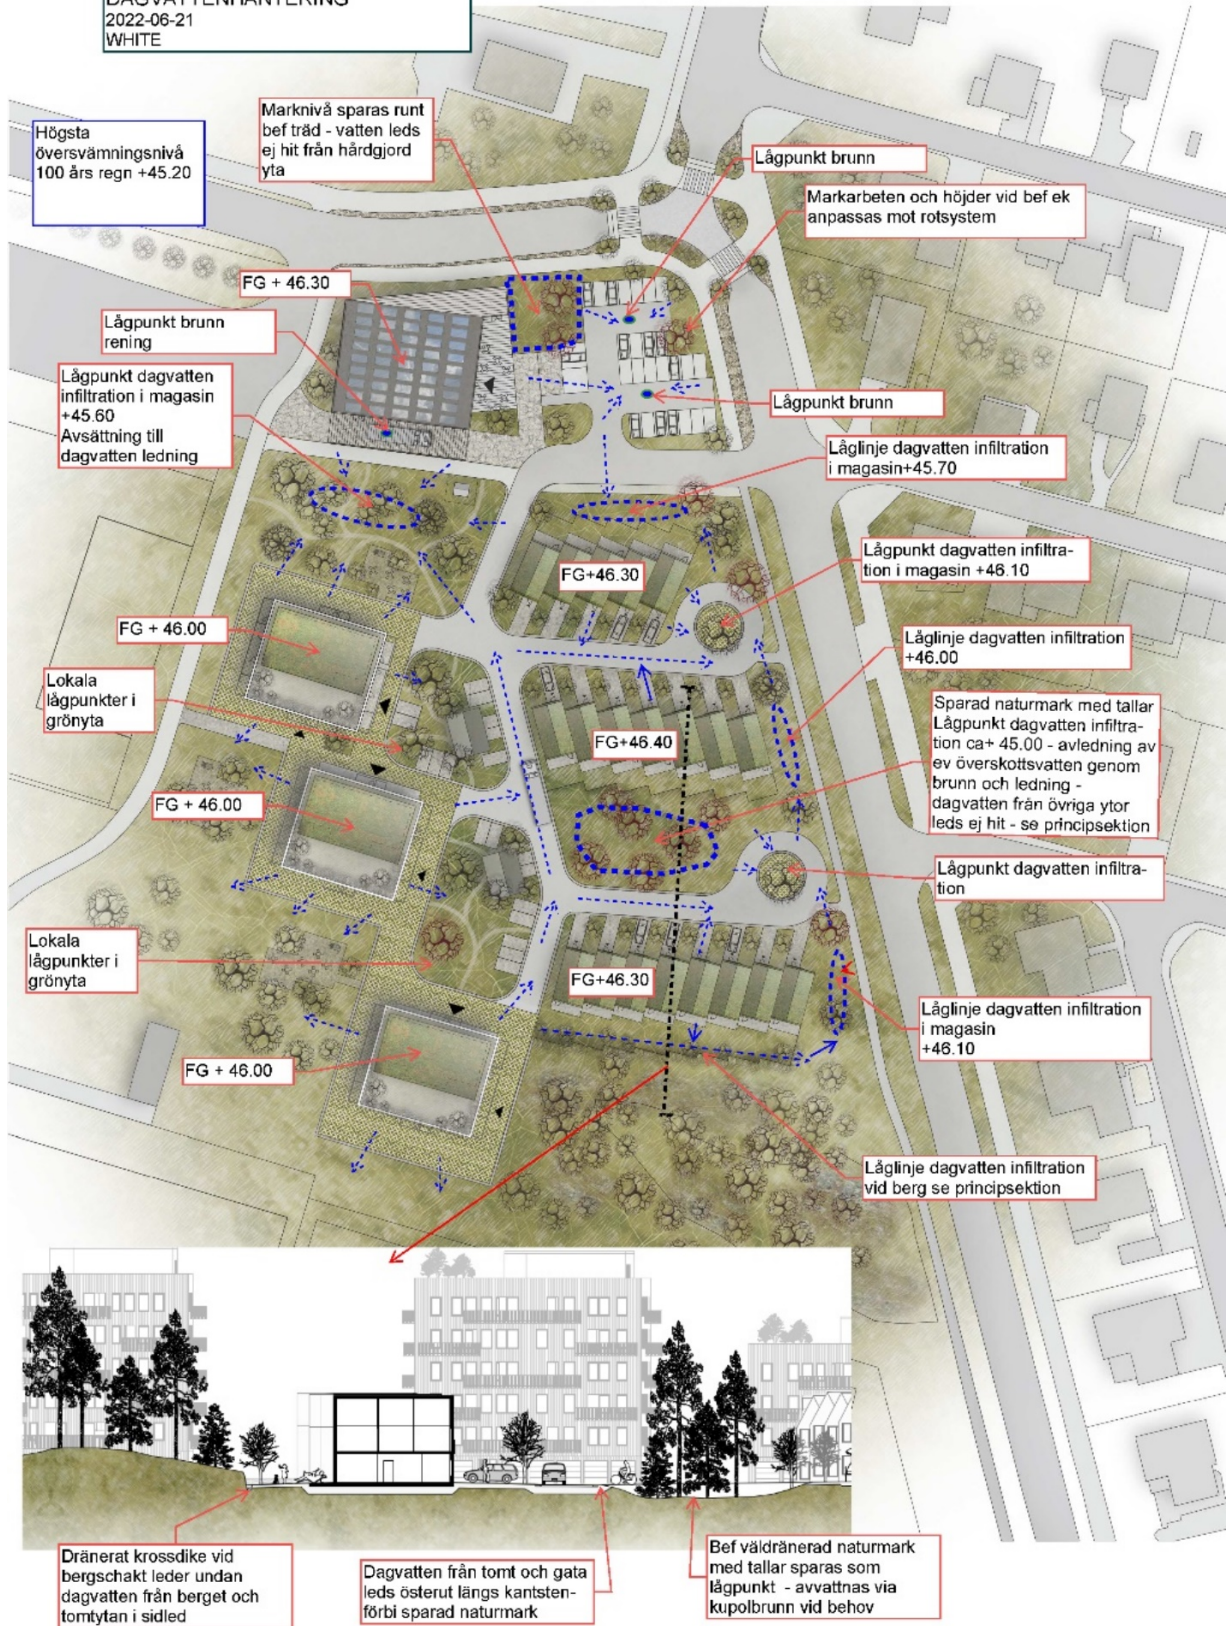 DAGVATTENHANTERING
2022-06-21
WHITE
Högsta
översvämningsnivå
100 års regn +45.20
Marknivå sparas runt
bef träd - vatten leds
ej hit från hårdgjord
yta
Lågpunkt brunn
Markarbeten och höjder vid bef ek
anpassas mot rotsystem
FG + 46.30
Lågpunkt brunn
rening
Lågpunkt dagvatten
infiltration i magasin
+45.60
Avsättning till
dagvatten ledning
Lågpunkt brunn
Låglinje dagvatten infiltration
i magasin+45.70
FG+46.30
Lågpunkt dagvatten infiltra-
tion i magasin +46.10
FG + 46.00
Låglinje dagvatten infiltration
+46.00
Lokala
lågpunkter i
grönyta
FG+46.40
Sparad naturmark med tallar
Lågpunkt dagvatten infiltra-
tion ca+ 45.00 - avledning av
ev överskottsvatten genom
brunn och ledning -
dagvatten från övriga ytor
leds ej hit - se principsektion
FG + 46.00
Lågpunkt dagvatten infiltra-
tion
Lokala
lågpunkter i
grönyta
FG+46.30
Låglinje dagvatten infiltration
i magasin
+46.10
FG + 46.00
Låglinje dagvatten infiltration
vid berg se principsektion
Dränerat krossdike vid
bergschakt leder undan
dagvatten från berget och
tomtytan i sidled
Dagvatten från tomt och gata
leds österut längs kantsten-
förbi sparad naturmark
Bef väldränerad naturmark
med tallar sparas som
lågpunkt - avvattnas via
kupolbrunn vid behov